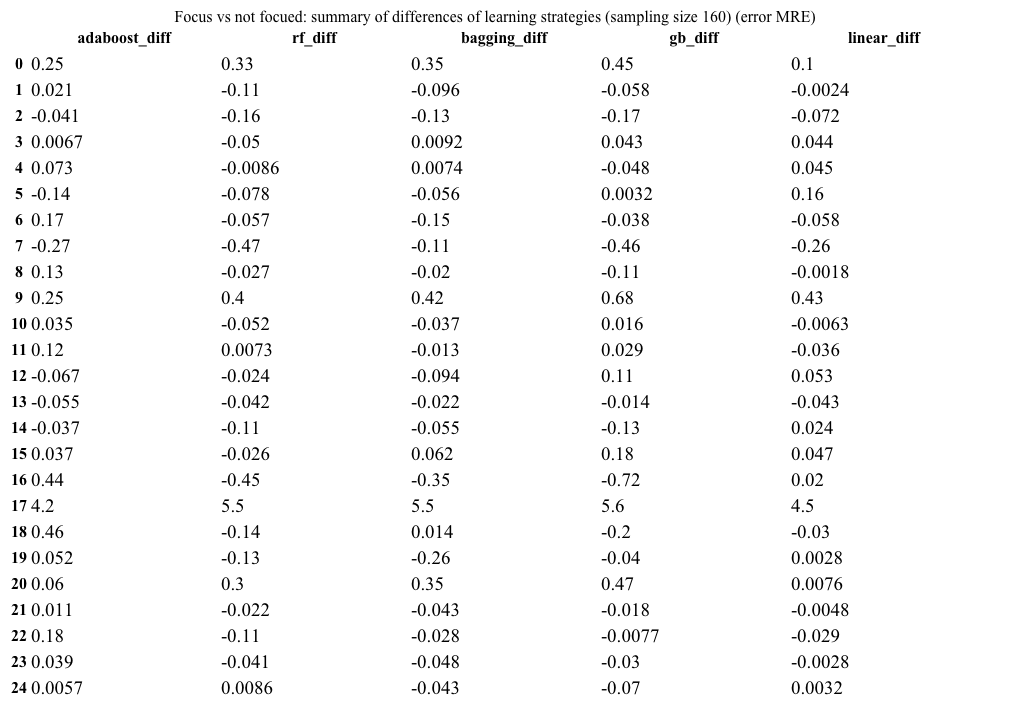 Focus vs not focued: summary of differences of learning strategies (sampling size 160) (error MRE)
adaboost_diff rf_diff bagging_diff gb_diff linear_diff
0 0.25 0.33 0.35 0.45 0.1
1 0.021 -0.11 -0.096 -0.058 -0.0024
2 -0.041 -0.16 -0.13 -0.17 -0.072
3 0.0067 -0.05 0.0092 0.043 0.044
4 0.073 -0.0086 0.0074 -0.048 0.045
5 -0.14 -0.078 -0.056 0.0032 0.16
6 0.17 -0.057 -0.15 -0.038 -0.058
7 -0.27 -0.47 -0.11 -0.46 -0.26
8 0.13 -0.027 -0.02 -0.11 -0.0018
9 0.25 0.4 0.42 0.68 0.43
10 0.035 -0.052 -0.037 0.016 -0.0063
11 0.12 0.0073 -0.013 0.029 -0.036
12 -0.067 -0.024 -0.094 0.11 0.053
13 -0.055 -0.042 -0.022 -0.014 -0.043
14 -0.037 -0.11 -0.055 -0.13 0.024
15 0.037 -0.026 0.062 0.18 0.047
16 0.44 -0.45 -0.35 -0.72 0.02
17 4.2 5.5 5.5 5.6 4.5
18 0.46 -0.14 0.014 -0.2 -0.03
19 0.052 -0.13 -0.26 -0.04 0.0028
20 0.06 0.3 0.35 0.47 0.0076
21 0.011 -0.022 -0.043 -0.018 -0.0048
22 0.18 -0.11 -0.028 -0.0077 -0.029
23 0.039 -0.041 -0.048 -0.03 -0.0028
24 0.0057 0.0086 -0.043 -0.07 0.0032